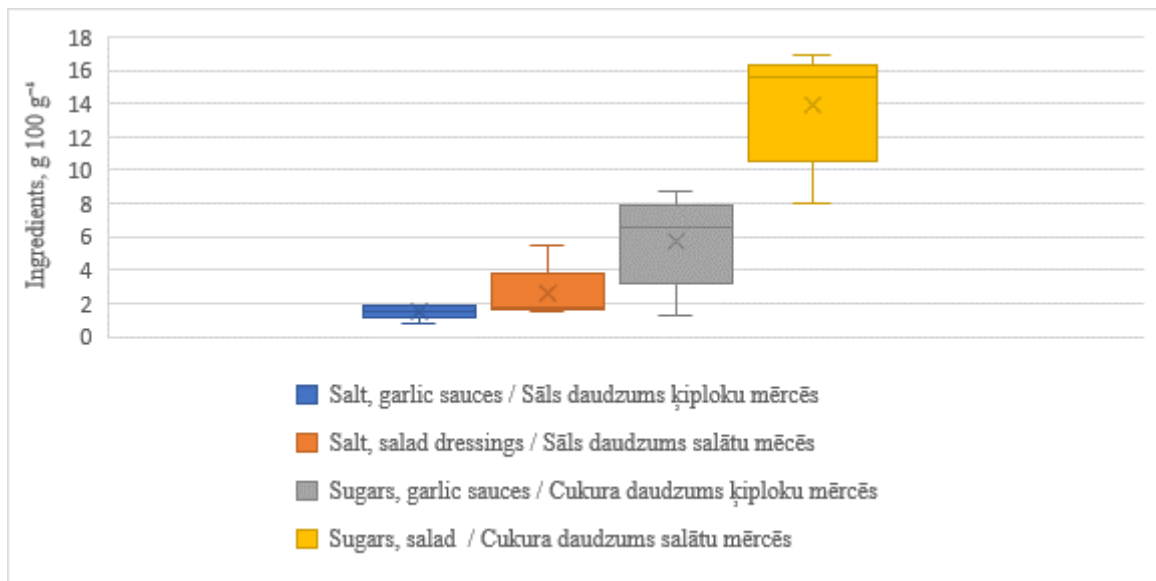 Ingredients, g 100 g⁻¹
18
16
14
12
10
8
6
4
2
0
Salt, garlic sauces / Sāls daudzums ķiploku mērcēs
Salt, salad dressings / Sāls daudzums salātu mēcēs
Sugars, garlic sauces / Cukura daudzums ķiploku mērcēs
Sugars, salad / Cukura daudzums salātu mērcēs